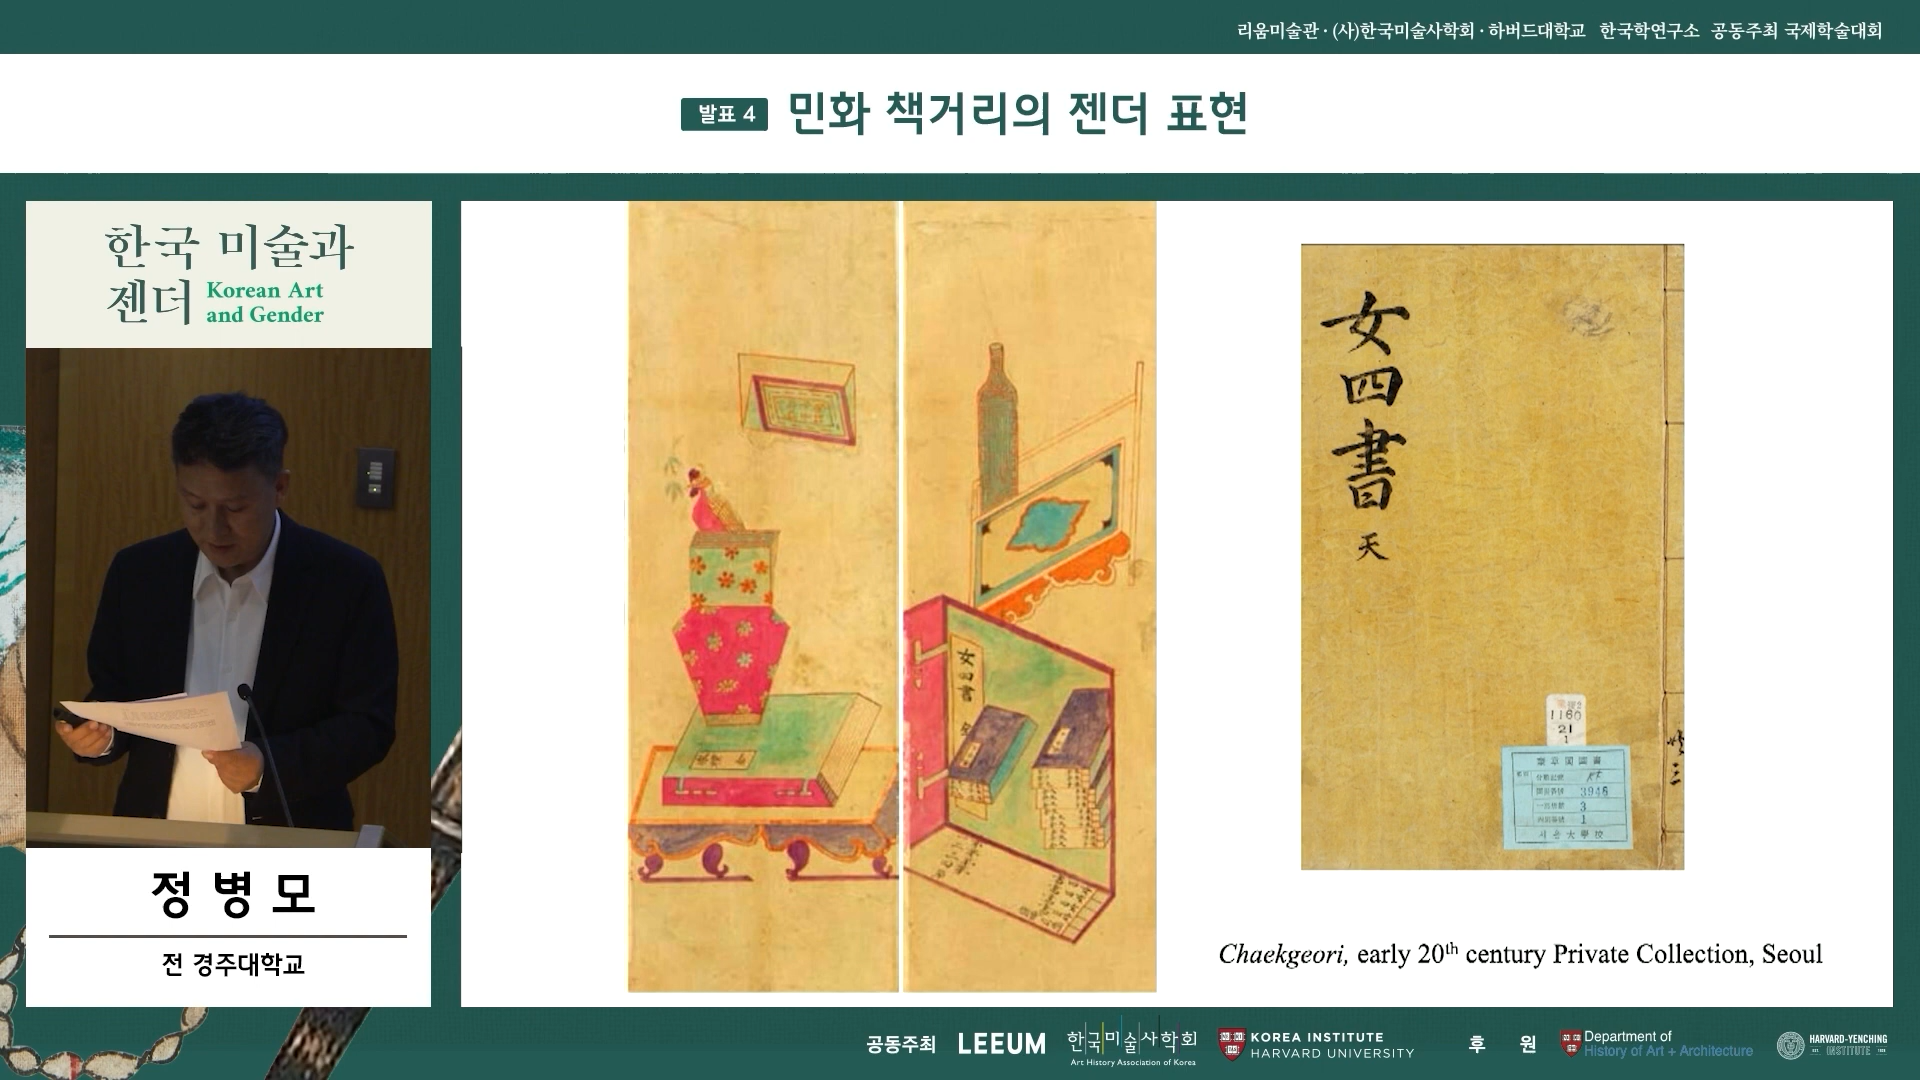 리움미술관 · (사)한국미술사학회 · 하버드대학교 한국학연구소 공동주최 국제학술대회
발표 4 민화 책거리의 젠더 표현
한국 미술과
젠더 Korean Art
and Gender
정병모
전 경주대학교
女四書
女四書 天
1160
21
1
3946
3
1
Chaekgeori, early 20th century Private Collection, Seoul
공동주최
LEEUM
한국미술사학회
Art History Association of Korea
KOREA INSTITUTE
HARVARD UNIVERSITY
후 원
Department of
History of Art + Architecture
HARVARD-YENCHING
INSTITUTE